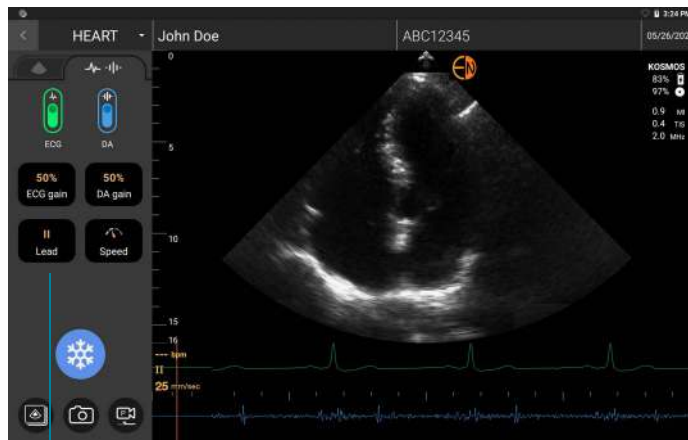 3:24 PM
HEART
John Doe
ABC12345
05/26/202
KOSMOS
83%
97%
0.9 MI
0.4 TIS
2.0 MHz
N
ECG
DA
50%
ECG gain
50%
DA gain
II
Lead
Speed
0
5
10
15
16
--- bpm
II
25 mm/sec
P